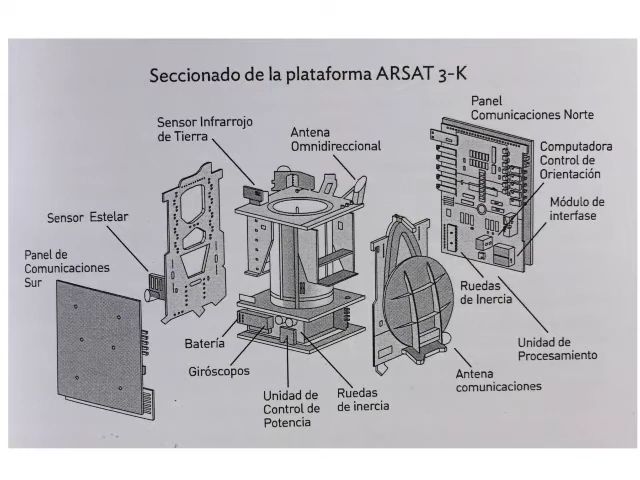 Seccionado de la plataforma ARSAT 3-K
Panel
Comunicaciones Norte
Sensor Infrarrojo
de Tierra
Antena
Omnidireccional
Computadora
Control de
Orientación
Módulo de
interfase
Sensor Estelar
Panel de
Comunicaciones
Sur
Ruedas
de Inercia
Unidad de
Procesamiento
Batería
Giróscopos
Antena
comunicaciones
Unidad de
Control de
Potencia
Ruedas
de inercia